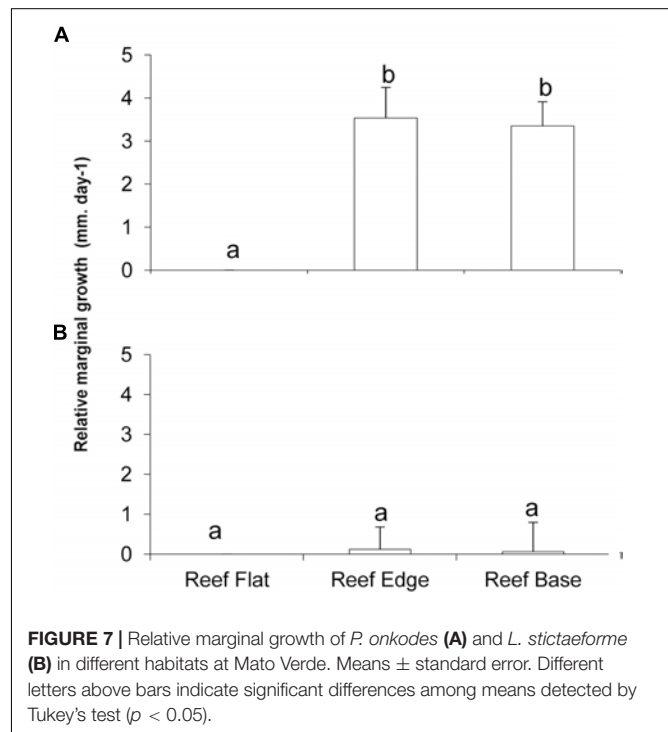 A
Relative marginal growth (mm. day-1)
5
b
b
4
3
2
1
a
0
B
5
4
3
2
1
a
a
a
0
Reef Flat Reef Edge Reef Base
FIGURE 7 | Relative marginal growth of P. onkodes (A) and L. stictaeforme
(B) in different habitats at Mato Verde. Means ± standard error. Different
letters above bars indicate significant differences among means detected by
Tukey's test (p < 0.05).